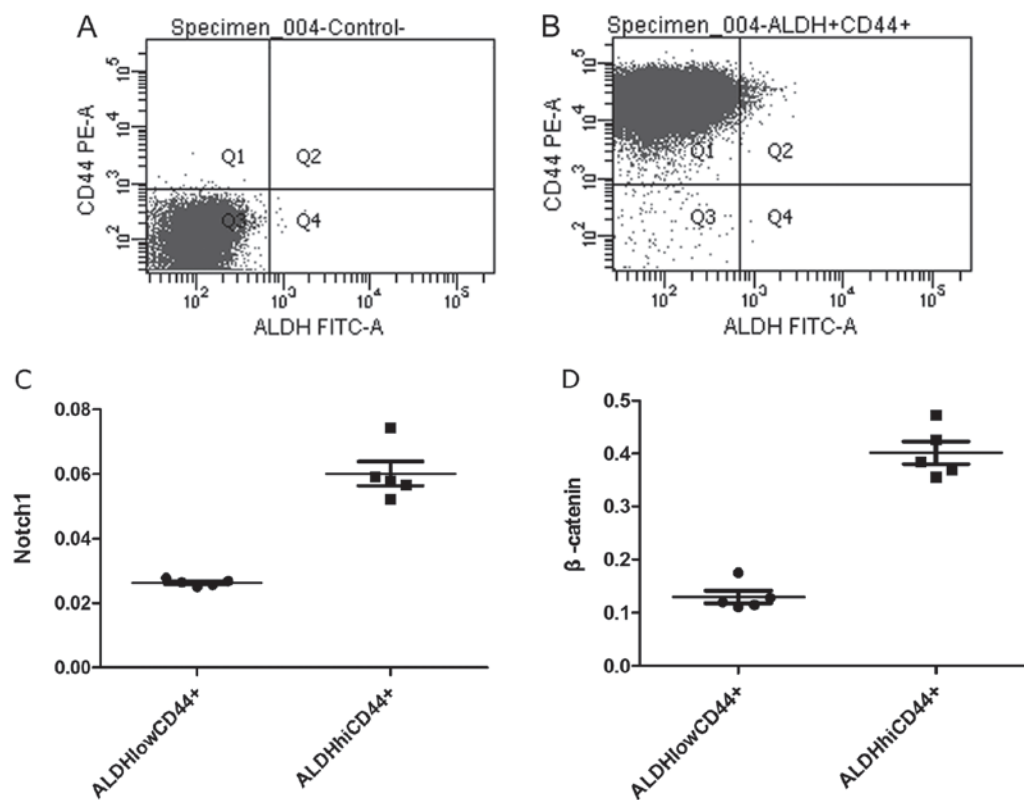 A
Specimen_004-Control-
10^5
10^4
10^3
10^2
CD44 PE-A
Q1
Q2
Q3
Q4
10^2
10^3
10^4
10^5
ALDH FITC-A
B
Specimen_004-ALDH+CD44+
10^5
10^4
10^3
10^2
CD44 PE-A
Q1
Q2
Q3
Q4
10^2
10^3
10^4
10^5
ALDH FITC-A
C
0.08
0.06
0.04
0.02
0.00
Notch1
ALDHlowCD44+
ALDHhiCD44+
D
0.5
0.4
0.3
0.2
0.1
0.0
β -catenin
ALDHlowCD44+
ALDHhiCD44+